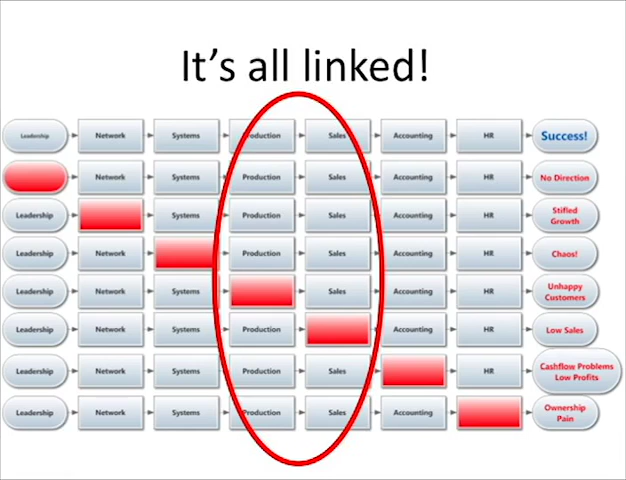 It's all linked!
Leadership Network Systems Production Sales Accounting HR Success!
Network Systems Production Sales Accounting HR No Direction
Leadership Systems Production Sales Accounting HR Stifled Growth
Leadership Network Production Sales Accounting HR Chaos!
Leadership Network Systems Sales Accounting HR Unhappy Customers
Leadership Network Systems Production Accounting HR Low Sales
Leadership Network Systems Production Sales HR Cashflow Problems Low Profits
Leadership Network Systems Production Sales Accounting Ownership Pain